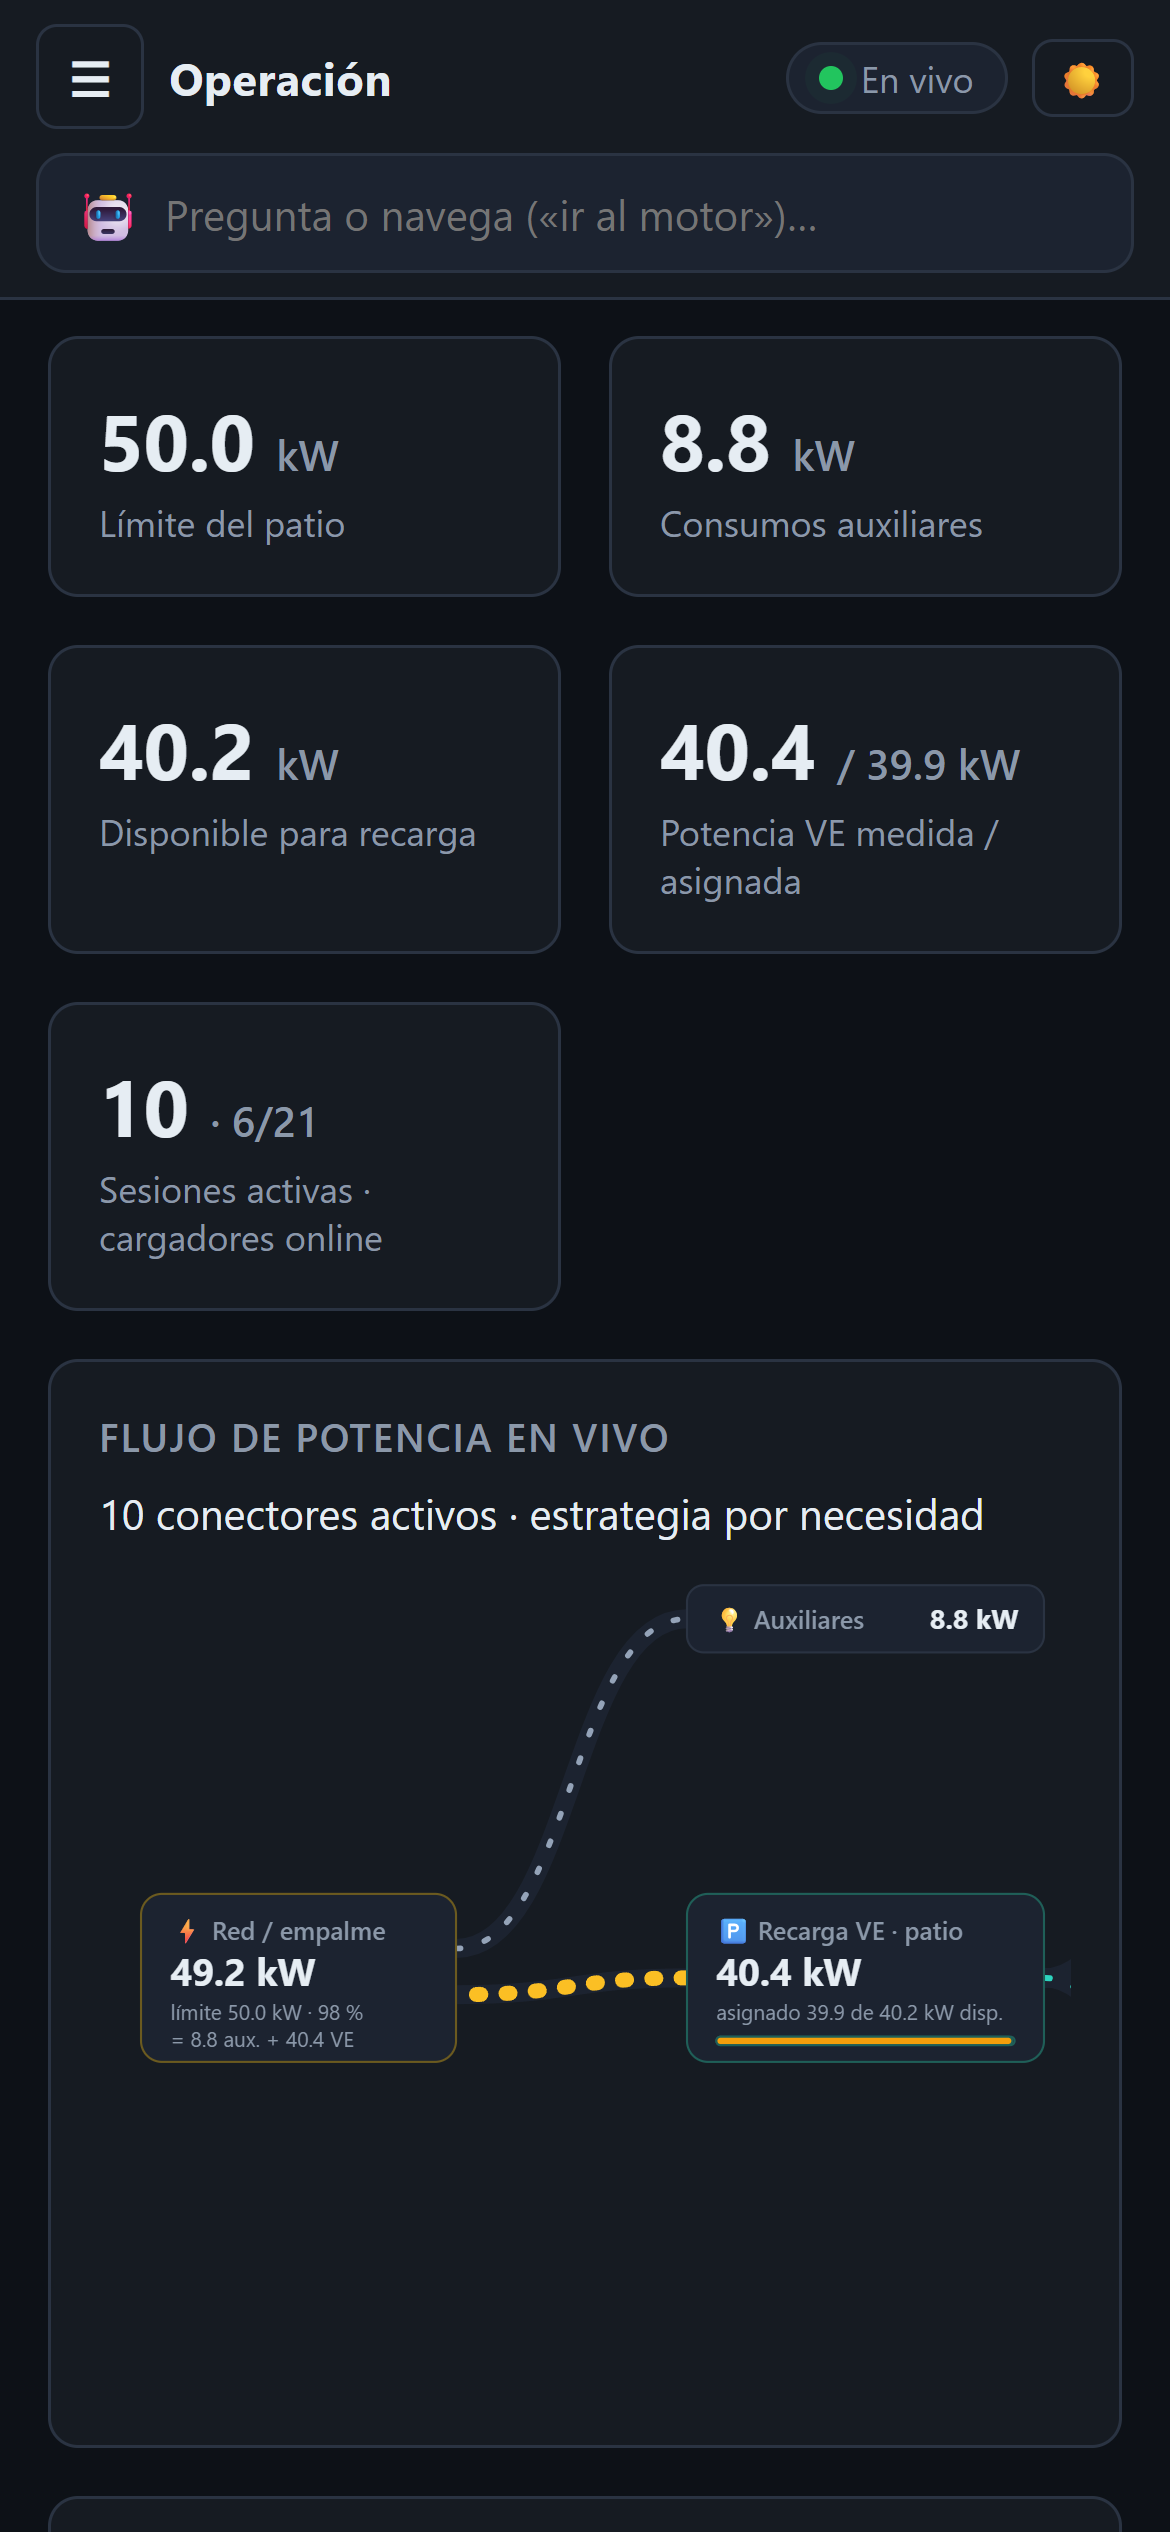 Operación
En vivo
Pregunta o navega («ir al motor»)...
50.0 kW
Límite del patio
8.8 kW
Consumos auxiliares
40.2 kW
Disponible para recarga
40.4 / 39.9 kW
Potencia VE medida /
asignada
10 · 6/21
Sesiones activas ·
cargadores online
FLUJO DE POTENCIA EN VIVO
10 conectores activos · estrategia por necesidad
Auxiliares 8.8 kW
Red / empalme
49.2 kW
límite 50.0 kW · 98 %
= 8.8 aux. + 40.4 VE
P Recarga VE · patio
40.4 kW
asignado 39.9 de 40.2 kW disp.